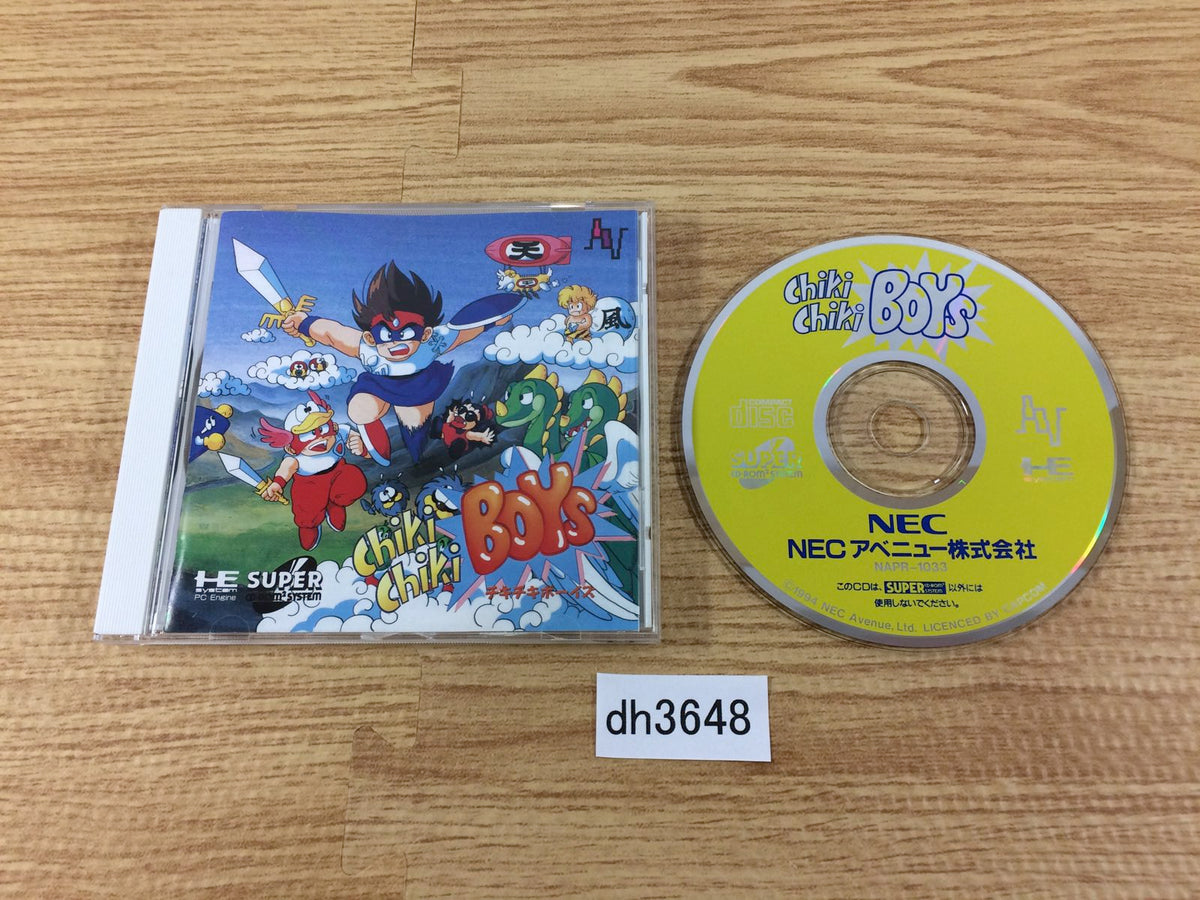 AV
天
風
Chiki
Chiki
BOYs
チキチキボーイズ
HE
system
PC Engine
SUPER
CD-ROM² SYSTEM
Chiki
Chiki
BOYs
COMPACT
disc
SUPER
CD-ROM² SYSTEM
AV
HE
system
NEC
NECアベニュー株式会社
NAPR-1033
このCDは、SUPER CD-ROM² SYSTEM 以外には
使用しないでください。
©1994 NEC Avenue, Ltd. LICENCED BY CAPCOM
dh3648